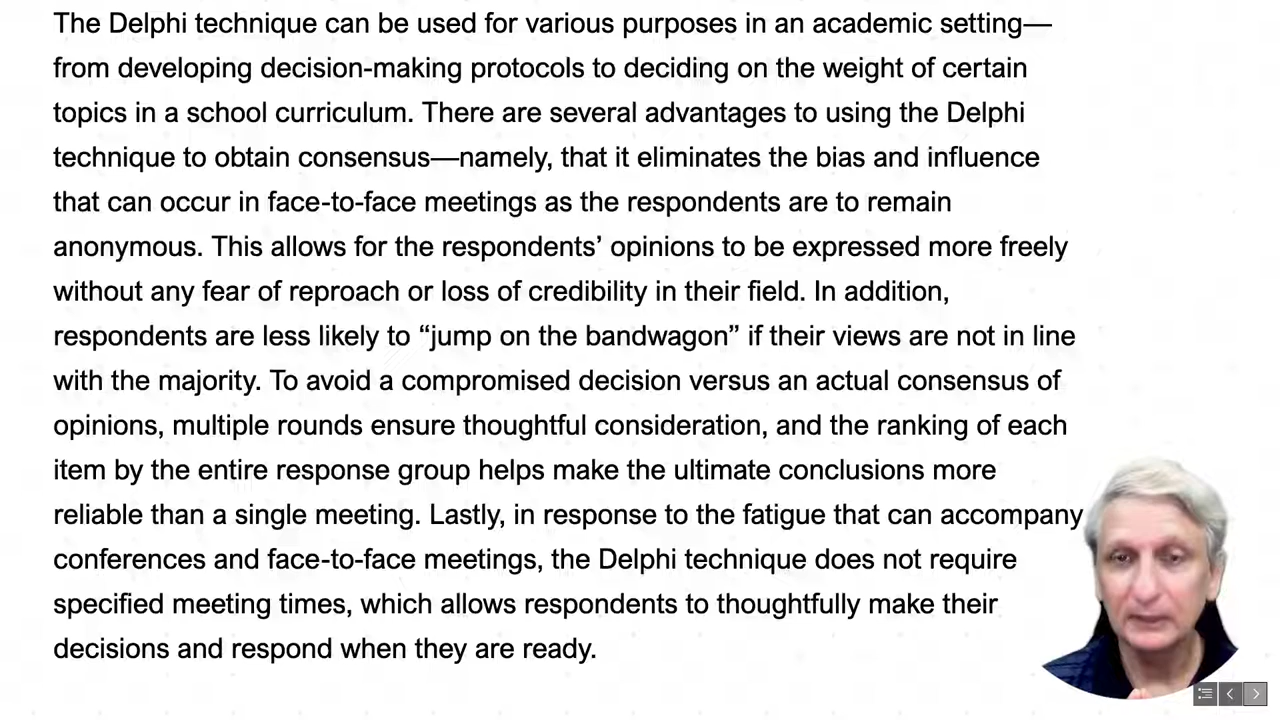 The Delphi technique can be used for various purposes in an academic setting—
from developing decision-making protocols to deciding on the weight of certain
topics in a school curriculum. There are several advantages to using the Delphi
technique to obtain consensus—namely, that it eliminates the bias and influence
that can occur in face-to-face meetings as the respondents are to remain
anonymous. This allows for the respondents’ opinions to be expressed more freely
without any fear of reproach or loss of credibility in their field. In addition,
respondents are less likely to “jump on the bandwagon” if their views are not in line
with the majority. To avoid a compromised decision versus an actual consensus of
opinions, multiple rounds ensure thoughtful consideration, and the ranking of each
item by the entire response group helps make the ultimate conclusions more
reliable than a single meeting. Lastly, in response to the fatigue that can accompany
conferences and face-to-face meetings, the Delphi technique does not require
specified meeting times, which allows respondents to thoughtfully make their
decisions and respond when they are ready.